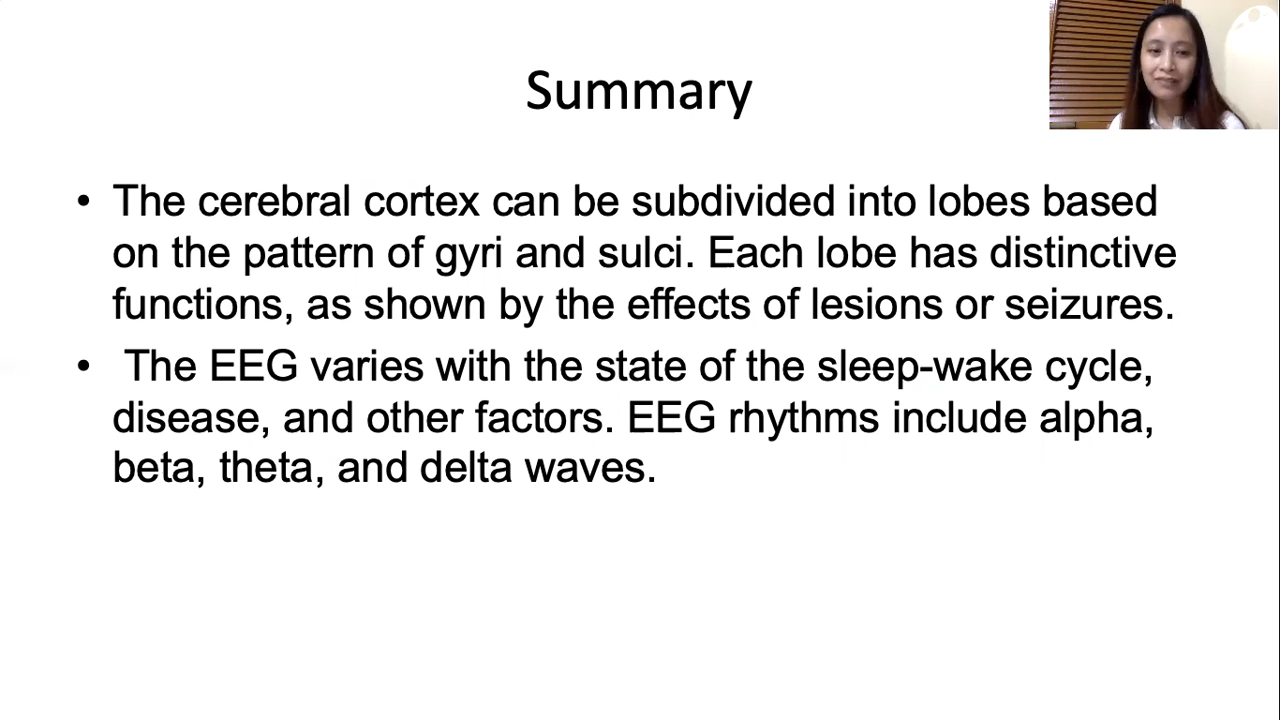 Summary
• The cerebral cortex can be subdivided into lobes based
on the pattern of gyri and sulci. Each lobe has distinctive
functions, as shown by the effects of lesions or seizures.
• The EEG varies with the state of the sleep-wake cycle,
disease, and other factors. EEG rhythms include alpha,
beta, theta, and delta waves.